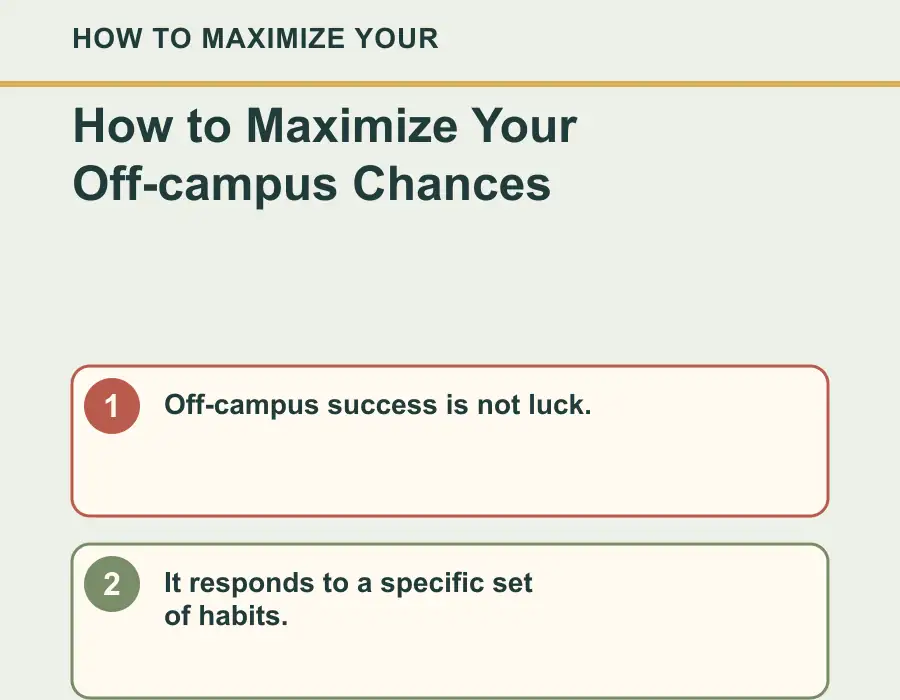 HOW TO MAXIMIZE YOUR
How to Maximize Your
Off-campus Chances
1
Off-campus success is not luck.
2
It responds to a specific set
of habits.